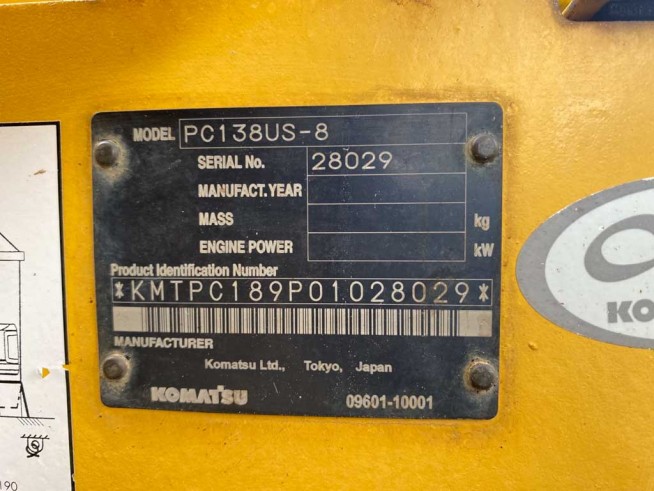 MODEL PC138US-8
SERIAL No. 28029
MANUFACT. YEAR
MASS kg
ENGINE POWER kW
Product Identification Number
*KMTPC189P01028029*
MANUFACTURER
Komatsu Ltd., Tokyo, Japan
KOMATSU 09601-10001
KO
190